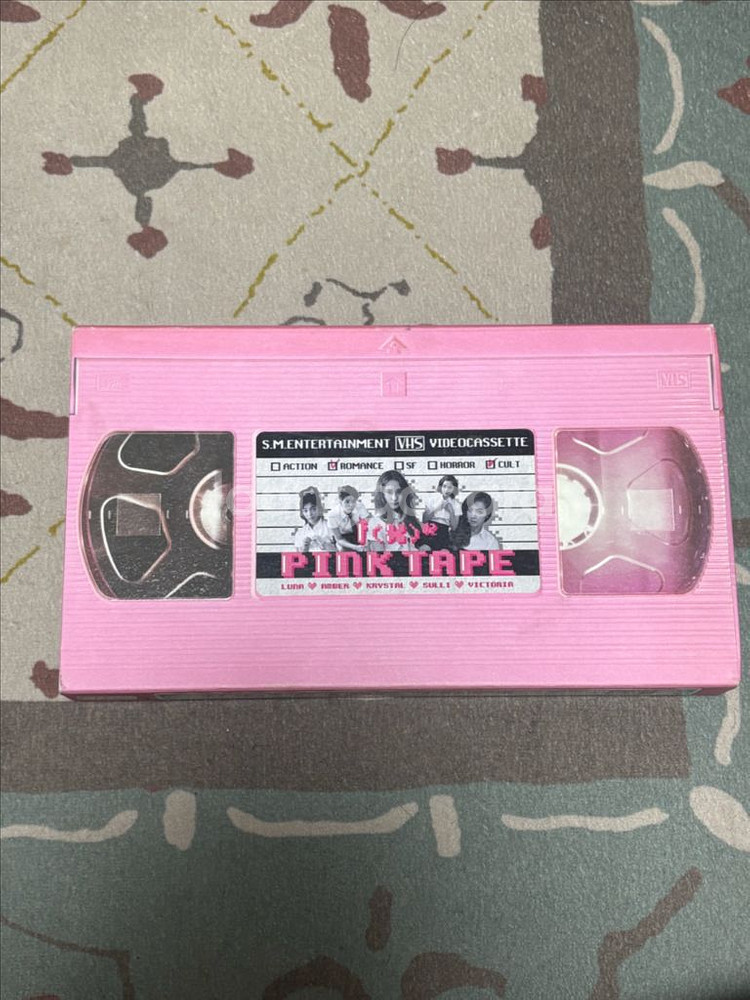 VHS
S.M.ENTERTAINMENT VHS VIDEOCASSETTE
ACTION ROMANCE SF HORROR CULT
f(x)
PINK TAPE
LUNA ♥ AMBER ♥ KRYSTAL ♥ SULLI ♥ VICTORIA